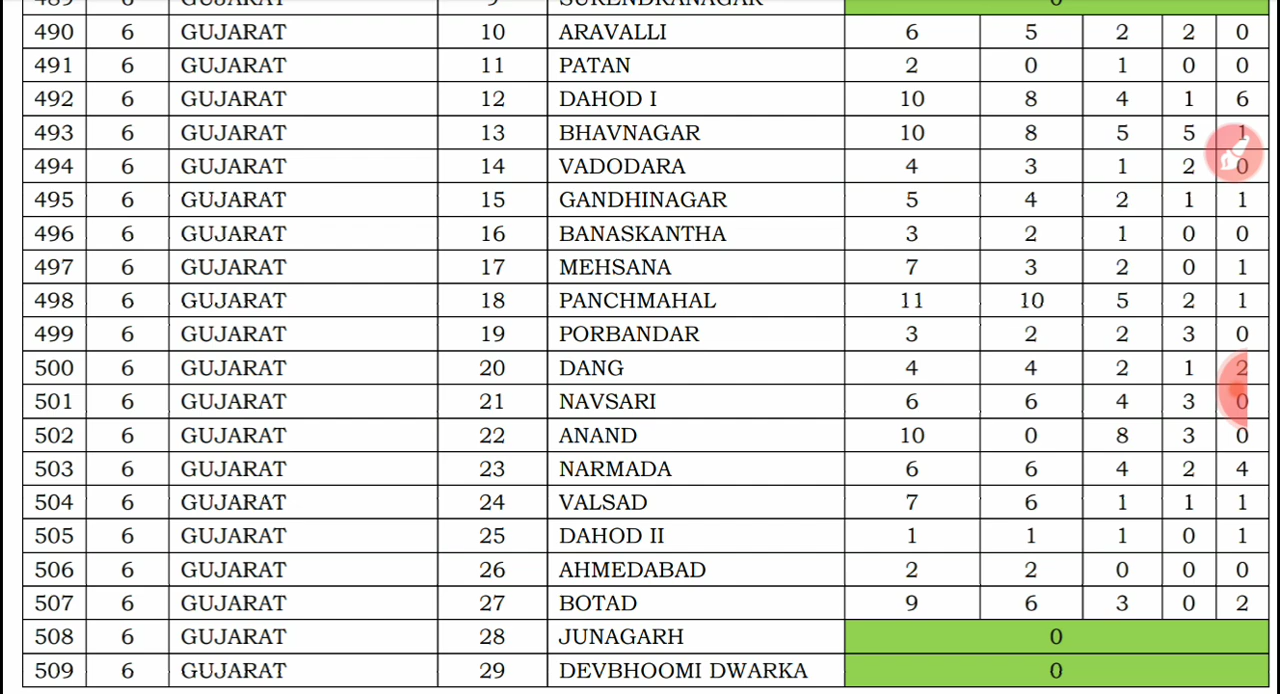 489 6 GUJARAT 9 SURENDRANAGAR 0
490 6 GUJARAT 10 ARAVALLI 6 5 2 2 0
491 6 GUJARAT 11 PATAN 2 0 1 0 0
492 6 GUJARAT 12 DAHOD I 10 8 4 1 6
493 6 GUJARAT 13 BHAVNAGAR 10 8 5 5 1
494 6 GUJARAT 14 VADODARA 4 3 1 2 0
495 6 GUJARAT 15 GANDHINAGAR 5 4 2 1 1
496 6 GUJARAT 16 BANASKANTHA 3 2 1 0 0
497 6 GUJARAT 17 MEHSANA 7 3 2 0 1
498 6 GUJARAT 18 PANCHMAHAL 11 10 5 2 1
499 6 GUJARAT 19 PORBANDAR 3 2 2 3 0
500 6 GUJARAT 20 DANG 4 4 2 1 2
501 6 GUJARAT 21 NAVSARI 6 6 4 3 0
502 6 GUJARAT 22 ANAND 10 0 8 3 0
503 6 GUJARAT 23 NARMADA 6 6 4 2 4
504 6 GUJARAT 24 VALSAD 7 6 1 1 1
505 6 GUJARAT 25 DAHOD II 1 1 1 0 1
506 6 GUJARAT 26 AHMEDABAD 2 2 0 0 0
507 6 GUJARAT 27 BOTAD 9 6 3 0 2
508 6 GUJARAT 28 JUNAGARH 0
509 6 GUJARAT 29 DEVBHOOMI DWARKA 0